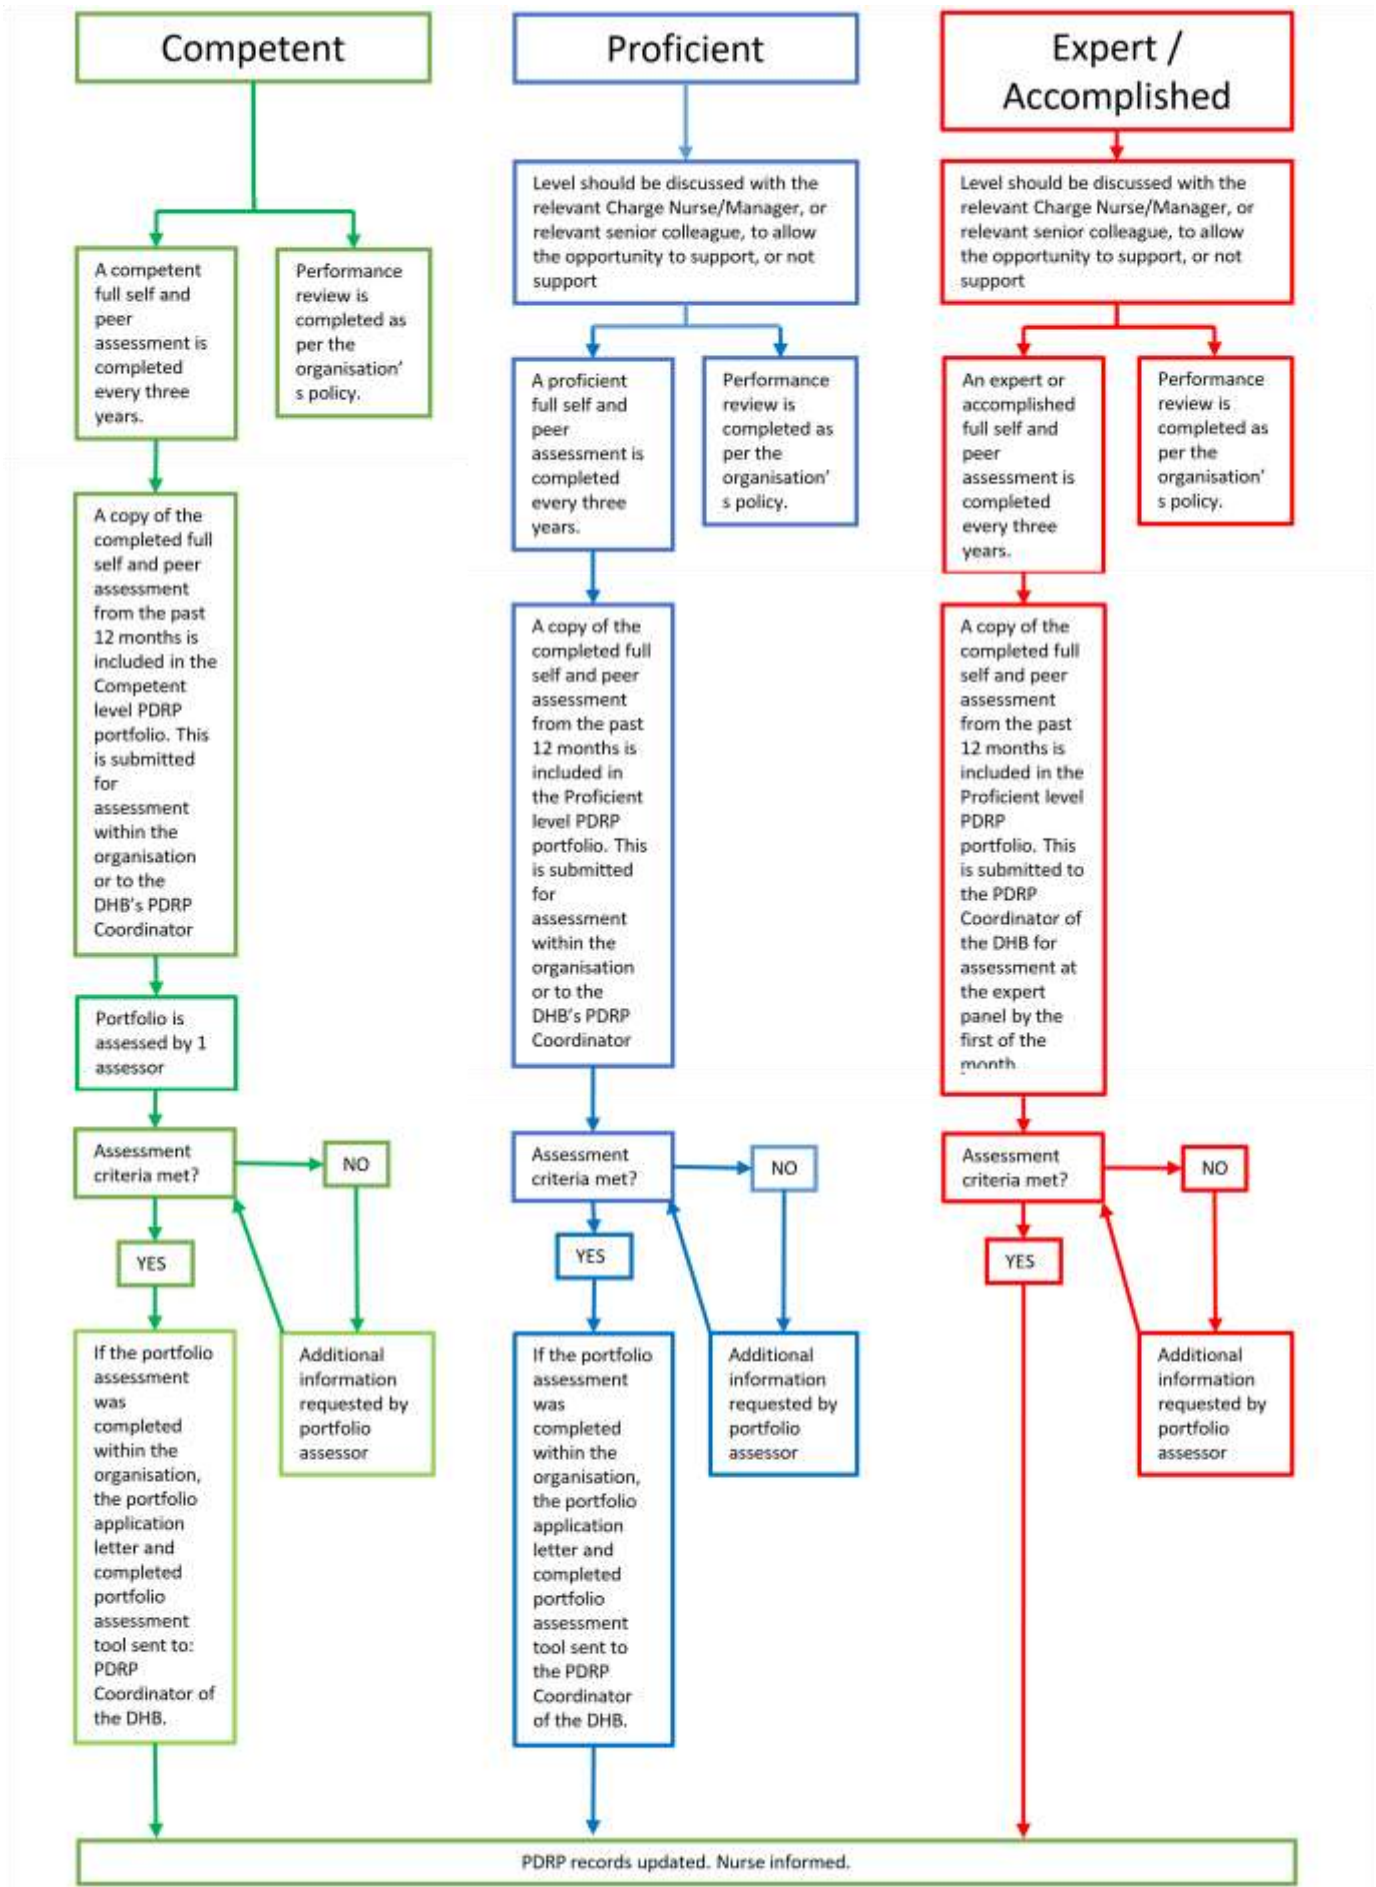 Competent
A competent
full self and
peer
assessment is
completed
every three
years.
Performance
review is
completed as
per the
organisation'
s policy.
A copy of the
completed full
self and peer
assessment
from the past
12 months is
included in the
Competent
level PDRP
portfolio. This
is submitted
for
assessment
within the
organisation
or to the
DHB's PDRP
Coordinator
Portfolio is
assessed by 1
assessor
Assessment
criteria met?
NO
YES
If the portfolio
assessment
was
completed
within the
organisation,
the portfolio
application
letter and
completed
portfolio
assessment
tool sent to:
PDRP
Coordinator of
the DHB.
Additional
information
requested by
portfolio
assessor
Proficient
Level should be discussed with the
relevant Charge Nurse/Manager, or
relevant senior colleague, to allow
the opportunity to support, or not
support
A proficient
full self and
peer
assessment is
completed
every three
years.
Performance
review is
completed as
per the
organisation'
s policy.
A copy of the
completed full
self and peer
assessment
from the past
12 months is
included in
the Proficient
level PDRP
portfolio. This
is submitted
for
assessment
within the
organisation
or to the
DHB's PDRP
Coordinator
Assessment
criteria met?
NO
YES
If the portfolio
assessment
was
completed
within the
organisation,
the portfolio
application
letter and
completed
portfolio
assessment
tool sent to
the PDRP
Coordinator
of the DHB.
Additional
information
requested by
portfolio
assessor
Expert /
Accomplished
Level should be discussed with the
relevant Charge Nurse/Manager, or
relevant senior colleague, to allow
the opportunity to support, or not
support
An expert or
accomplished
full self and
peer
assessment is
completed
every three
years.
Performance
review is
completed as
per the
organisation'
s policy.
A copy of the
completed full
self and peer
assessment
from the past
12 months is
included in the
Proficient level
PDRP
portfolio. This
is submitted to
the PDRP
Coordinator of
the DHB for
assessment at
the expert
panel by the
first of the
month
Assessment
criteria met?
NO
YES
Additional
information
requested by
portfolio
assessor
PDRP records updated. Nurse informed.